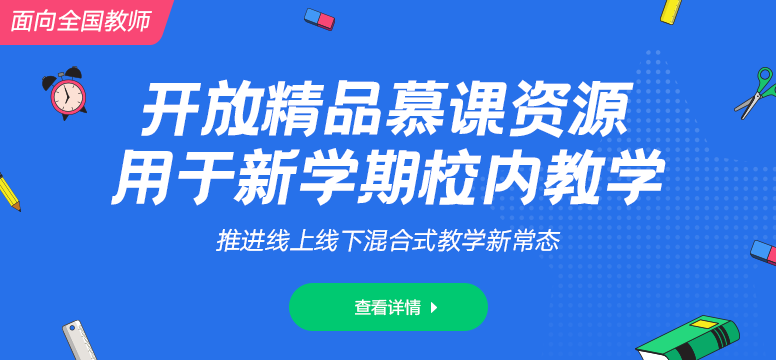 面向全国教师
开放精品慕课资源
用于新学期校内教学
推进线上线下混合式教学新常态
查看详情